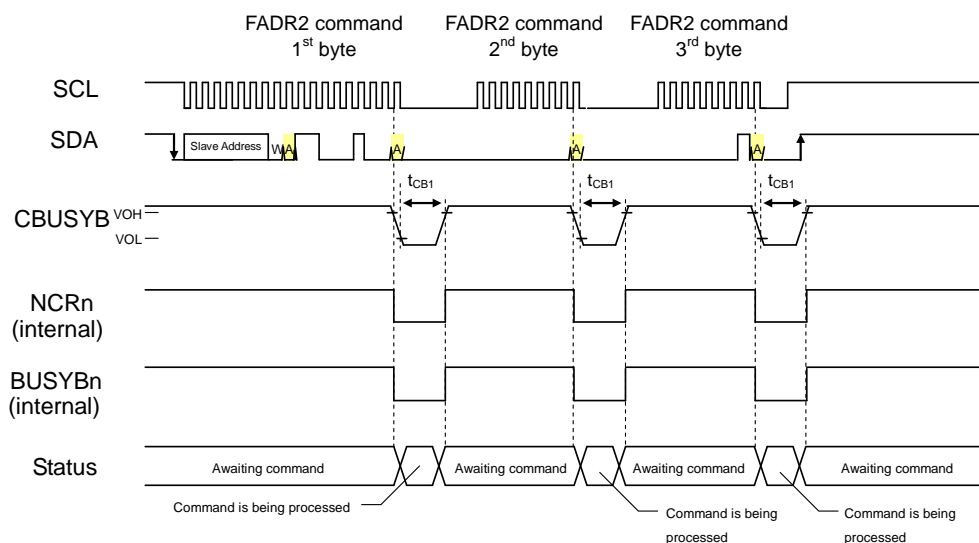 FADR2 command
1st byte
FADR2 command
2nd byte
FADR2 command
3rd byte
SCL
SDA
Slave Address
W
A
A
A
A
tCB1
tCB1
tCB1
CBUSYB
VOH
VOL
NCRn
(internal)
BUSYBn
(internal)
Status
Awaiting command
Awaiting command
Awaiting command
Awaiting command
Command is being processed
Command is being
processed
Command is being
processed